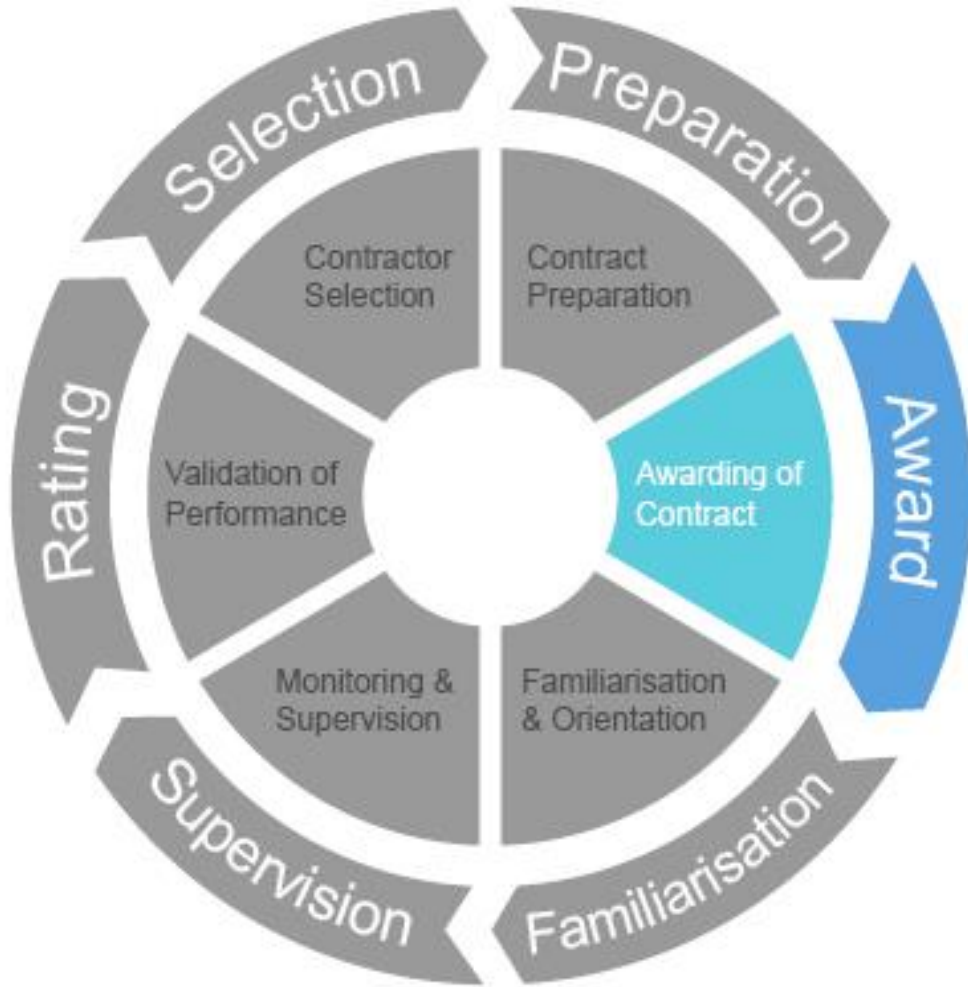 Selection
Preparation
Award
Familiarisation
Supervision
Rating
Contractor
Selection
Contract
Preparation
Awarding of
Contract
Familiarisation
& Orientation
Monitoring &
Supervision
Validation of
Performance